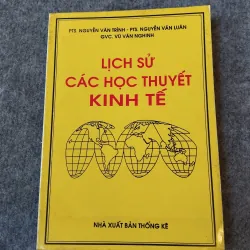 PTS. NGUYỄN VĂN TRÌNH - PTS. NGUYỄN VĂN LUÂN
GVC. VŨ VĂN NGHINH
LỊCH SỬ
CÁC HỌC THUYẾT
KINH TẾ
NHÀ XUẤT BẢN THỐNG KÊ